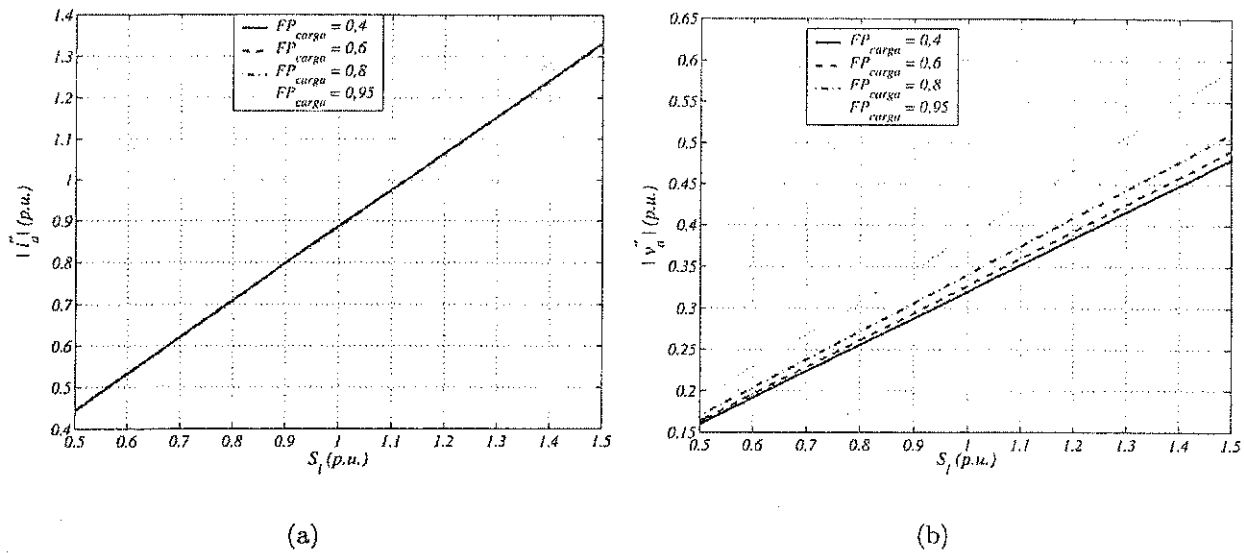 1.4
1.3
1.2
1.1
1
0.9
0.8
0.7
0.6
0.5
0.4
| i''a | (p.u.)
FPcarga = 0,4
FPcarga = 0,6
FPcarga = 0,8
FPcarga = 0,95
0.5 0.6 0.7 0.8 0.9 1 1.1 1.2 1.3 1.4 1.5
Sl (p.u.)
(a)
0.65
0.6
0.55
0.5
0.45
0.4
0.35
0.3
0.25
0.2
0.15
| v''a | (p.u.)
FPcarga = 0,4
FPcarga = 0,6
FPcarga = 0,8
FPcarga = 0,95
0.5 0.6 0.7 0.8 0.9 1 1.1 1.2 1.3 1.4 1.5
Sl (p.u.)
(b)